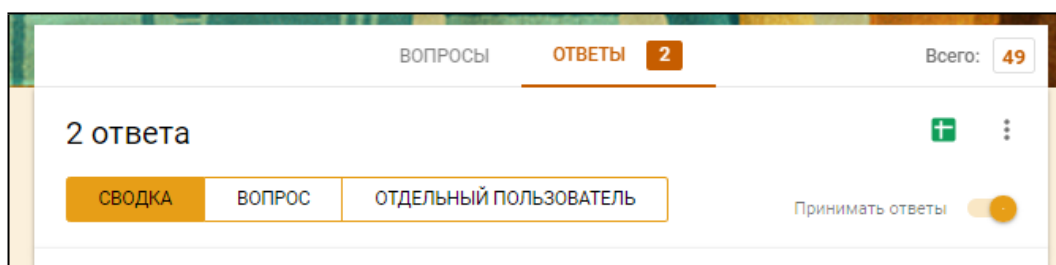 ВОПРОСЫ ОТВЕТЫ 2 Всего: 49
2 ответа
СВОДКА ВОПРОС ОТДЕЛЬНЫЙ ПОЛЬЗОВАТЕЛЬ
Принимать ответы